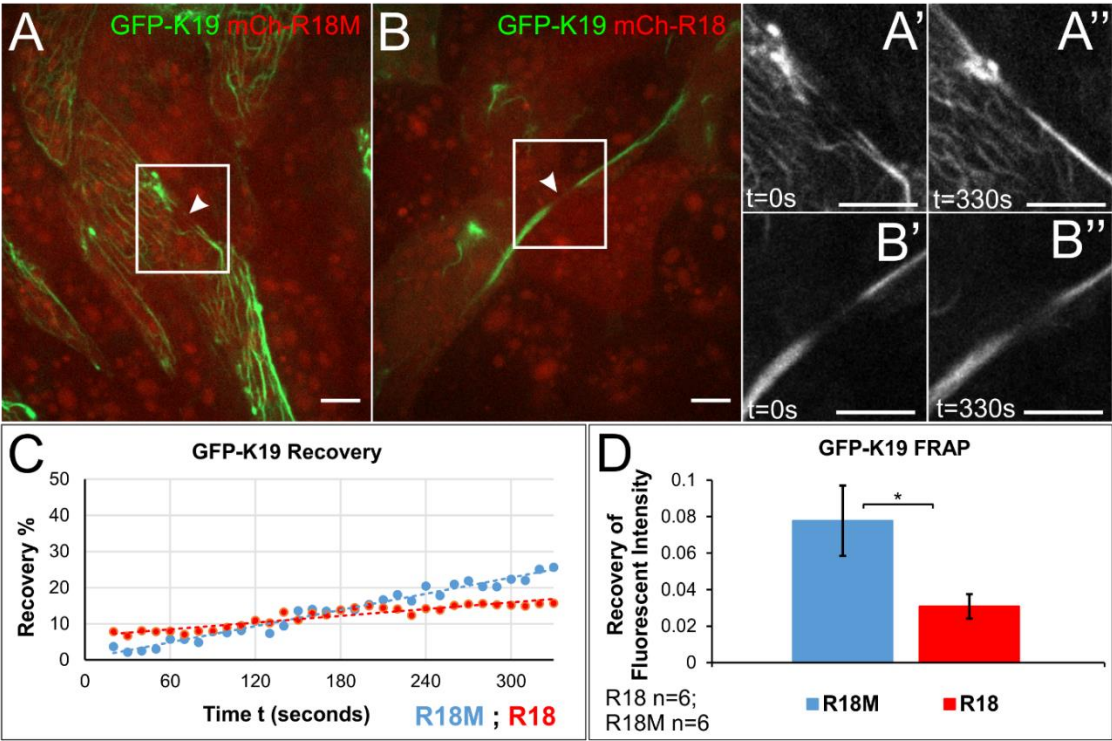 A
GFP-K19 mCh-R18M
B
GFP-K19 mCh-R18
A'
t=0s
A''
t=330s
B'
t=0s
B''
t=330s
C
GFP-K19 Recovery
Recovery %
50
40
30
20
10
0
0 60 120 180 240 300
Time t (seconds)
R18M ; R18
D
GFP-K19 FRAP
Recovery of
Fluorescent Intensity
0.1
0.08
0.06
0.04
0.02
0
*
R18 n=6;
R18M n=6
R18M R18